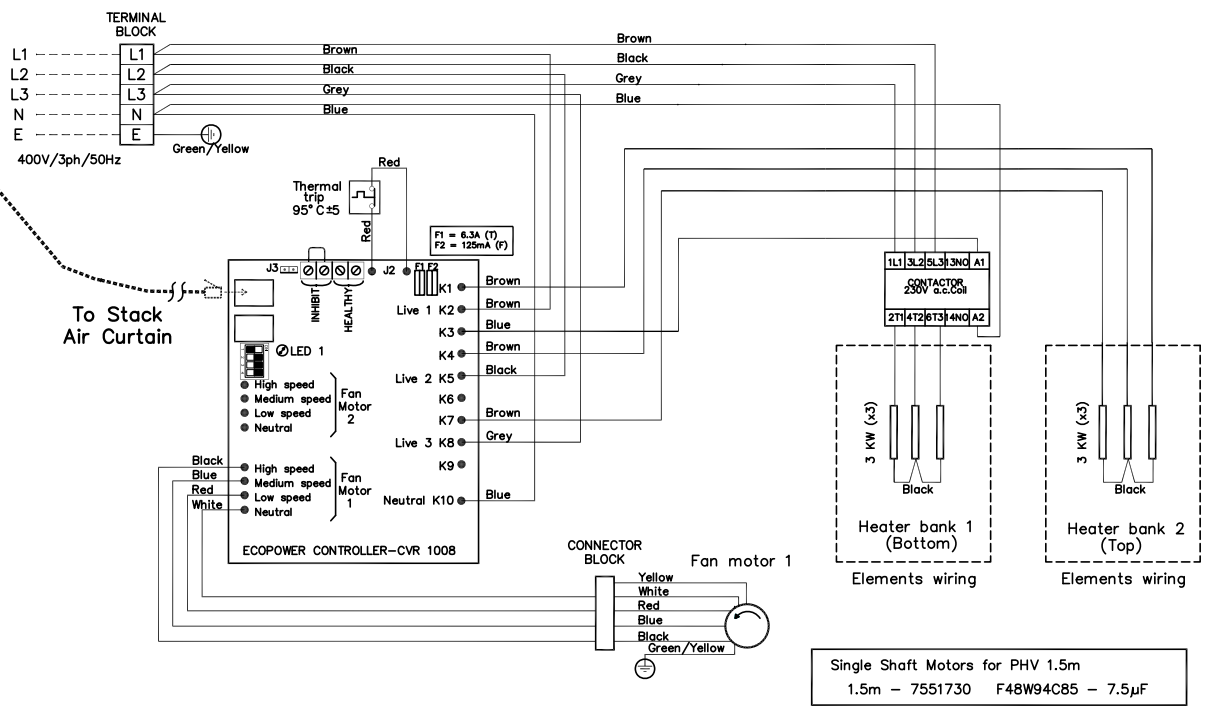 TERMINAL
BLOCK
L1
L1
L2
L2
L3
L3
N
N
E
E
400V/3ph/50Hz
Green/Yellow
Brown
Black
Grey
Blue
Brown
Black
Grey
Blue
Red
Thermal
trip
95°C±5
Red
F1 = 6.3A (T)
F2 = 125mA (F)
J3
J2
F1 F2
INHIBIT
HEALTHY
To Stack
Air Curtain
LED 1
High speed
Medium speed
Low speed
Neutral
Fan
Motor
2
High speed
Medium speed
Low speed
Neutral
Fan
Motor
1
Black
Blue
Red
White
K1
Live 1 K2
K3
K4
Live 2 K5
K6
K7
Live 3 K8
K9
Neutral K10
Brown
Brown
Blue
Brown
Black
Brown
Grey
Blue
ECOPOWER CONTROLLER-CVR 1008
1L1 3L2 5L3 13NO A1
CONTACTOR
230V a.c.Coil
2T1 4T2 6T3 14NO A2
3 KW (x3)
Black
Heater bank 1
(Bottom)
Elements wiring
3 KW (x3)
Black
Heater bank 2
(Top)
Elements wiring
CONNECTOR
BLOCK
Fan motor 1
Yellow
White
Red
Blue
Black
Green/Yellow
Single Shaft Motors for PHV 1.5m
1.5m - 7551730 F48W94C85 - 7.5µF